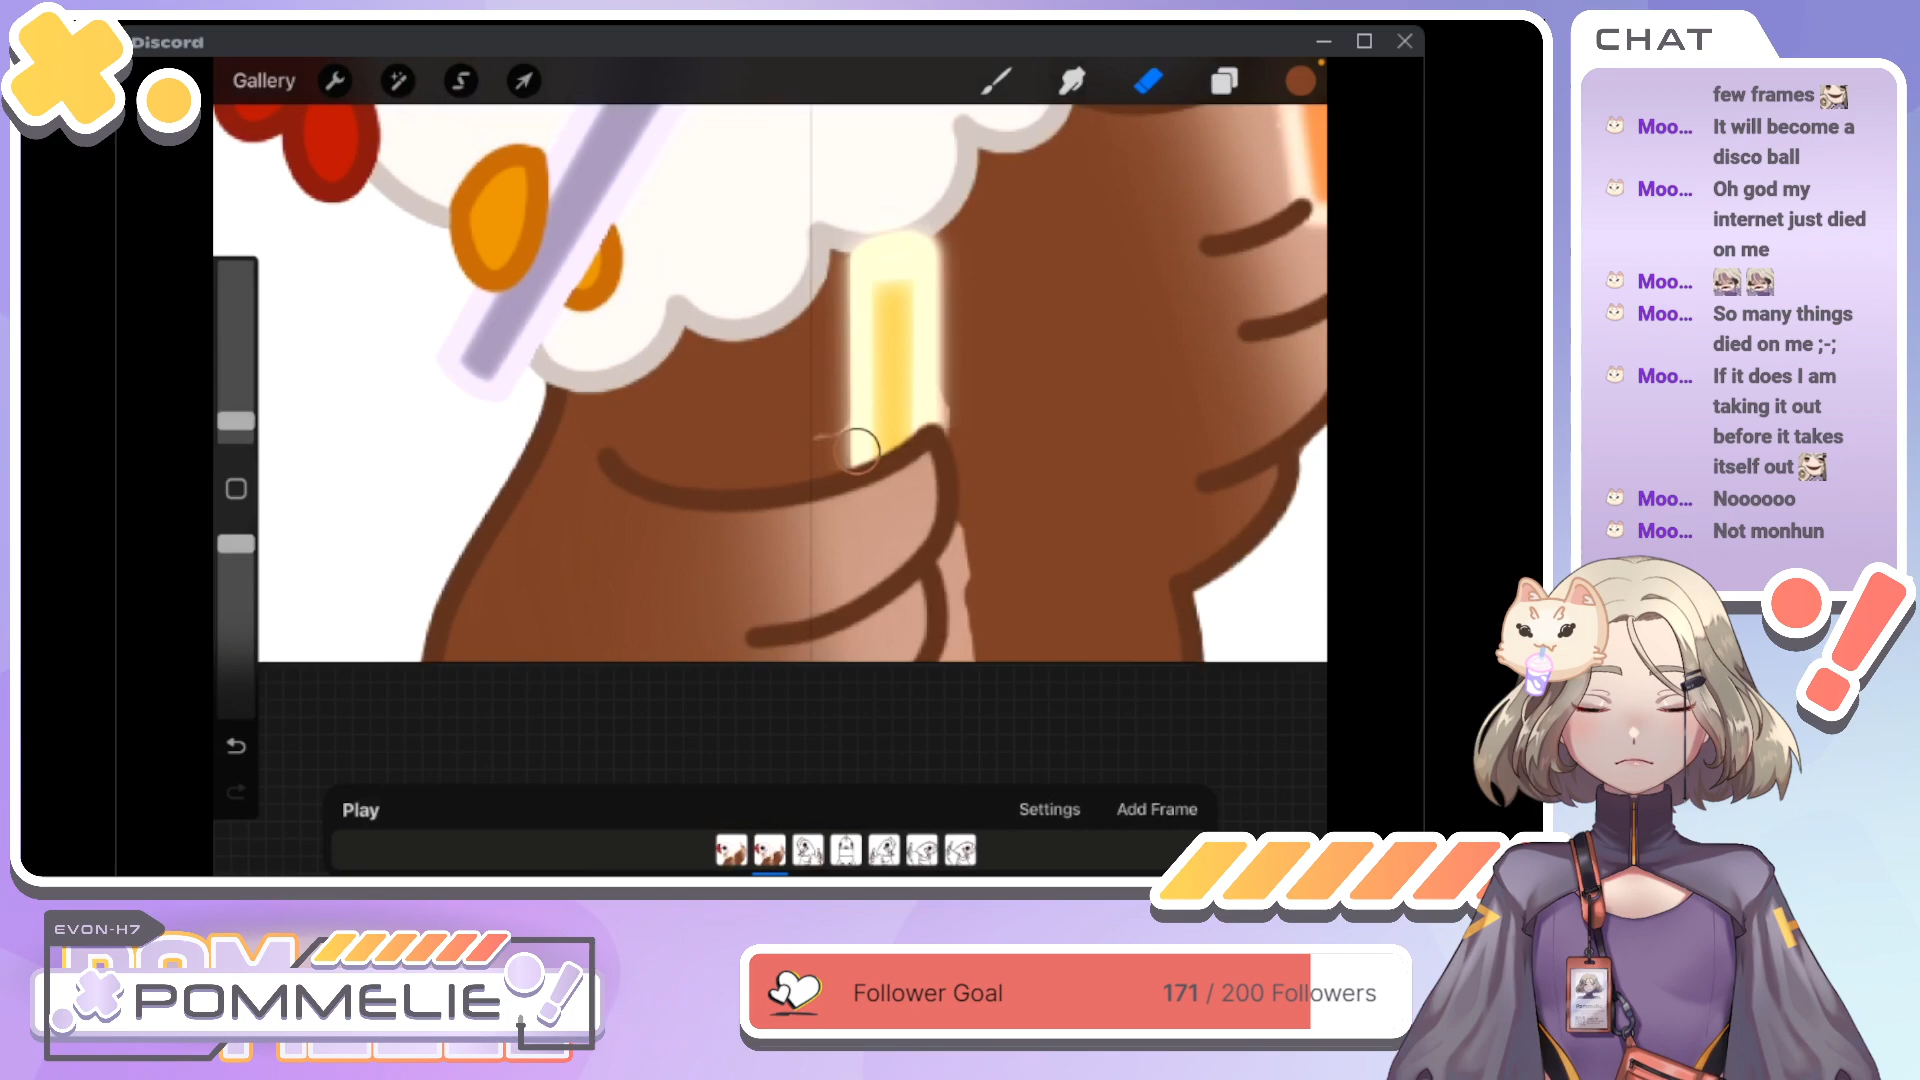 Discord
Gallery
Play
Settings
Add Frame
CHAT
few frames
Moo... It will become a
disco ball
Moo... Oh god my
internet just died
on me
Moo...
Moo... So many things
died on me ;-;
Moo... If it does I am
taking it out
before it takes
itself out
Moo... Noooooo
Moo... Not monhun
EVON-H7
POMMELIE
Follower Goal
171 / 200 Followers